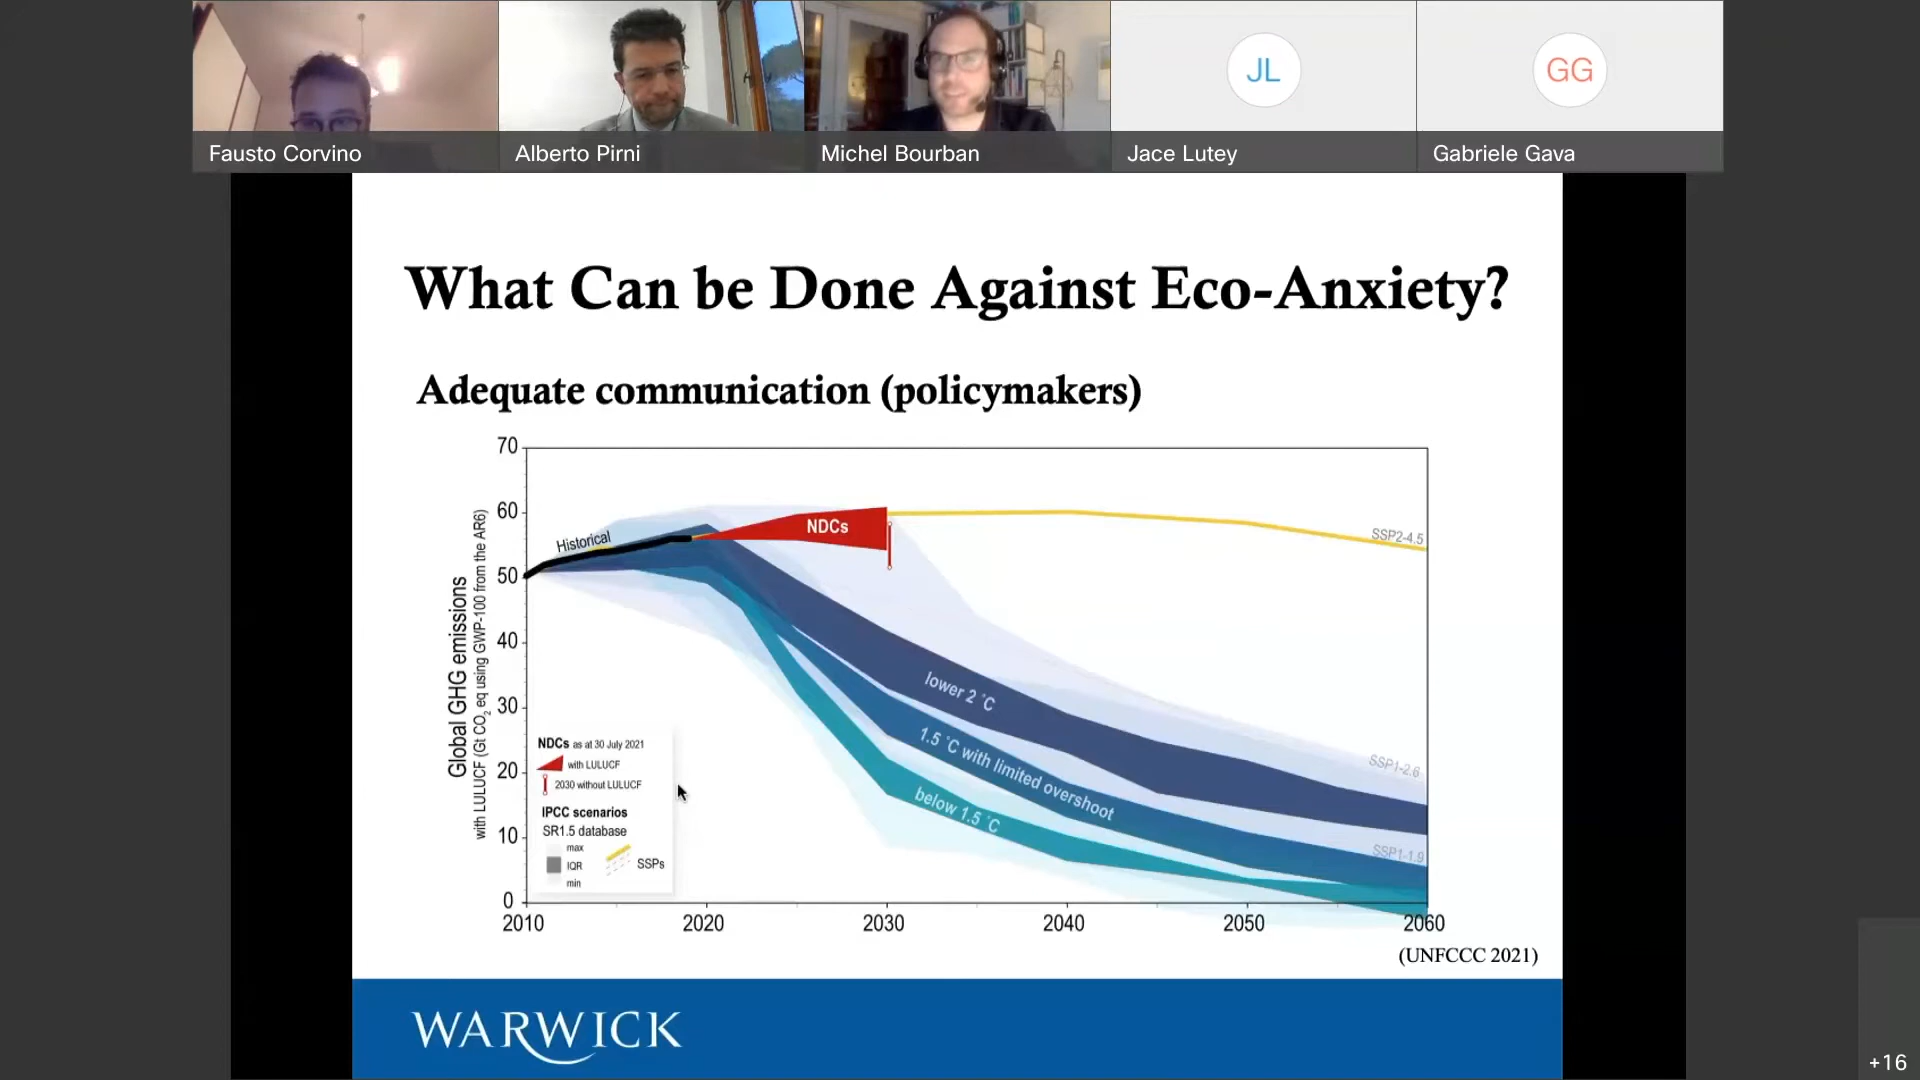 JL
GG
Fausto Corvino
Alberto Pirni
Michel Bourban
Jace Lutey
Gabriele Gava
What Can be Done Against Eco-Anxiety?
Adequate communication (policymakers)
Global GHG emissions
with LULUCF (Gt CO2 eq using GWP-100 from the AR6)
70
60
50
40
30
20
10
0
Historical
NDCs
SSP2-4.5
lower 2 °C
1.5 °C with limited overshoot
below 1.5 °C
SSP1-2.6
SSP1-1.9
NDCs as at 30 July 2021
with LULUCF
2030 without LULUCF
IPCC scenarios
SR1.5 database
max
IQR
min
SSPs
2010 2020 2030 2040 2050 2060
(UNFCCC 2021)
WARWICK
+16